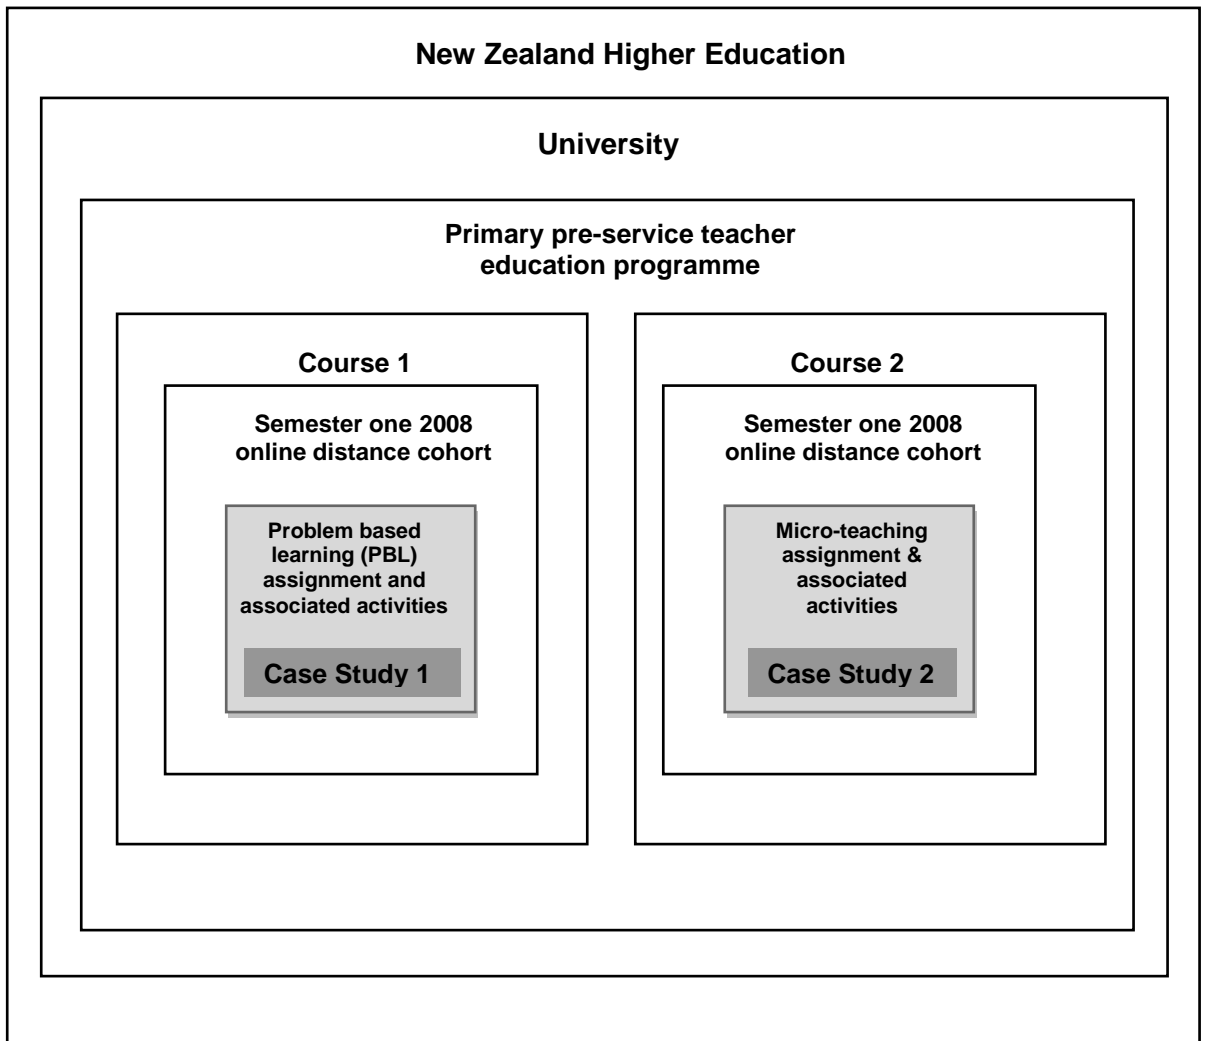 New Zealand Higher Education
University
Primary pre-service teacher
education programme
Course 1
Semester one 2008
online distance cohort
Problem based
learning (PBL)
assignment and
associated activities
Case Study 1
Course 2
Semester one 2008
online distance cohort
Micro-teaching
assignment &
associated
activities
Case Study 2